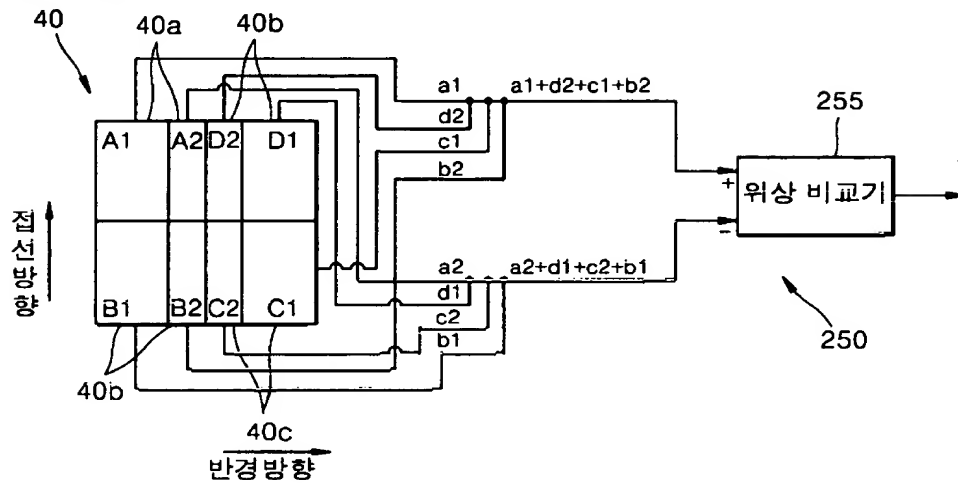 40
40a
40b
a1
a1+d2+c1+b2
d2
c1
b2
255
A1
A2
D2
D1
+
위상 비교기
-
접선방향
a2
a2+d1+c2+b1
d1
c2
b1
B1
B2
C2
C1
250
40b
40c
반경방향